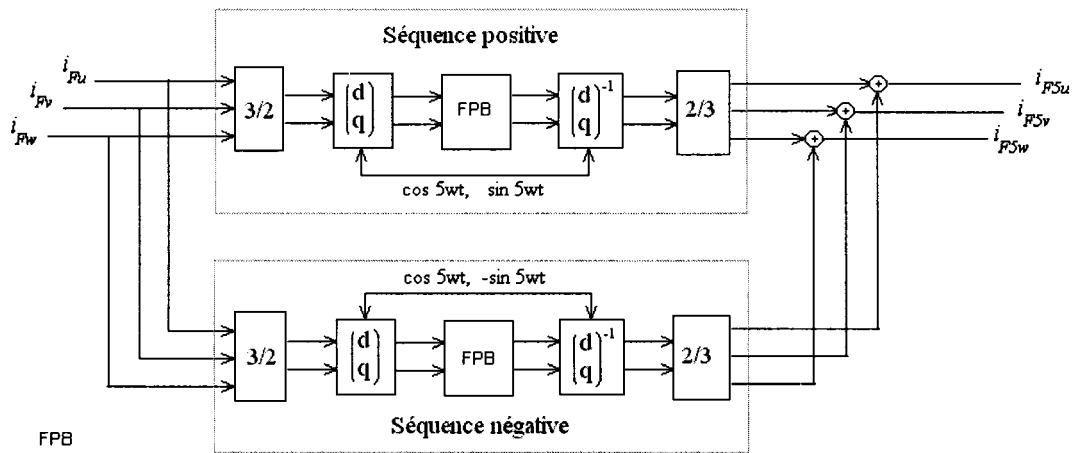 Séquence positive
i_Fu
i_Fv
i_Fw
3/2
(d q)
FPB
(d q)^-1
2/3
i_F5u
i_F5v
i_F5w
cos 5wt, sin 5wt
cos 5wt, -sin 5wt
3/2
(d q)
FPB
(d q)^-1
2/3
Séquence négative
FPB